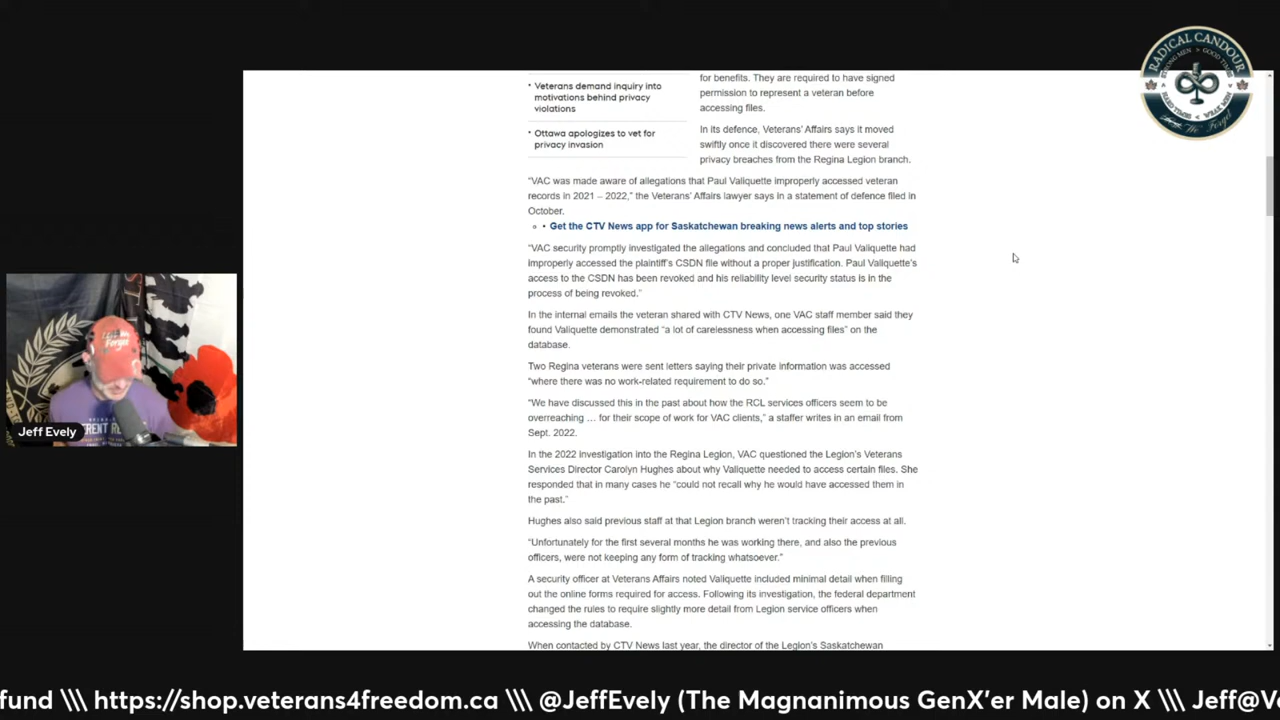 RADICAL CANDOUR
STRONG MEN > GOOD TIMES
HARD TIMES < WEAK MEN
for benefits. They are required to have signed
permission to represent a veteran before
accessing files.
• Veterans demand inquiry into
motivations behind privacy
violations
• Ottawa apologizes to vet for
privacy invasion
In its defence, Veterans' Affairs says it moved
swiftly once it discovered there were several
privacy breaches from the Regina Legion branch.
“VAC was made aware of allegations that Paul Valiquette improperly accessed veteran
records in 2021 – 2022,” the Veterans' Affairs lawyer says in a statement of defence filed in
October.
• Get the CTV News app for Saskatchewan breaking news alerts and top stories
“VAC security promptly investigated the allegations and concluded that Paul Valiquette had
improperly accessed the plaintiff's CSDN file without a proper justification. Paul Valiquette's
access to the CSDN has been revoked and his reliability level security status is in the
process of being revoked.”
In the internal emails the veteran shared with CTV News, one VAC staff member said they
found Valiquette demonstrated “a lot of carelessness when accessing files” on the
database.
Two Regina veterans were sent letters saying their private information was accessed
“where there was no work-related requirement to do so.”
“We have discussed this in the past about how the RCL services officers seem to be
overreaching … for their scope of work for VAC clients,” a staffer writes in an email from
Sept. 2022.
In the 2022 investigation into the Regina Legion, VAC questioned the Legion's Veterans
Services Director Carolyn Hughes about why Valiquette needed to access certain files. She
responded that in many cases he “could not recall why he would have accessed them in
the past.”
Hughes also said previous staff at that Legion branch weren't tracking their access at all.
“Unfortunately for the first several months he was working there, and also the previous
officers, were not keeping any form of tracking whatsoever.”
A security officer at Veterans Affairs noted Valiquette included minimal detail when filling
out the online forms required for access. Following its investigation, the federal department
changed the rules to require slightly more detail from Legion service officers when
accessing the database.
When contacted by CTV News last year, the director of the Legion's Saskatchewan
Jeff Evely
fund \\\ https://shop.veterans4freedom.ca \\\ @JeffEvely (The Magnanimous GenX'er Male) on X \\\ Jeff@V